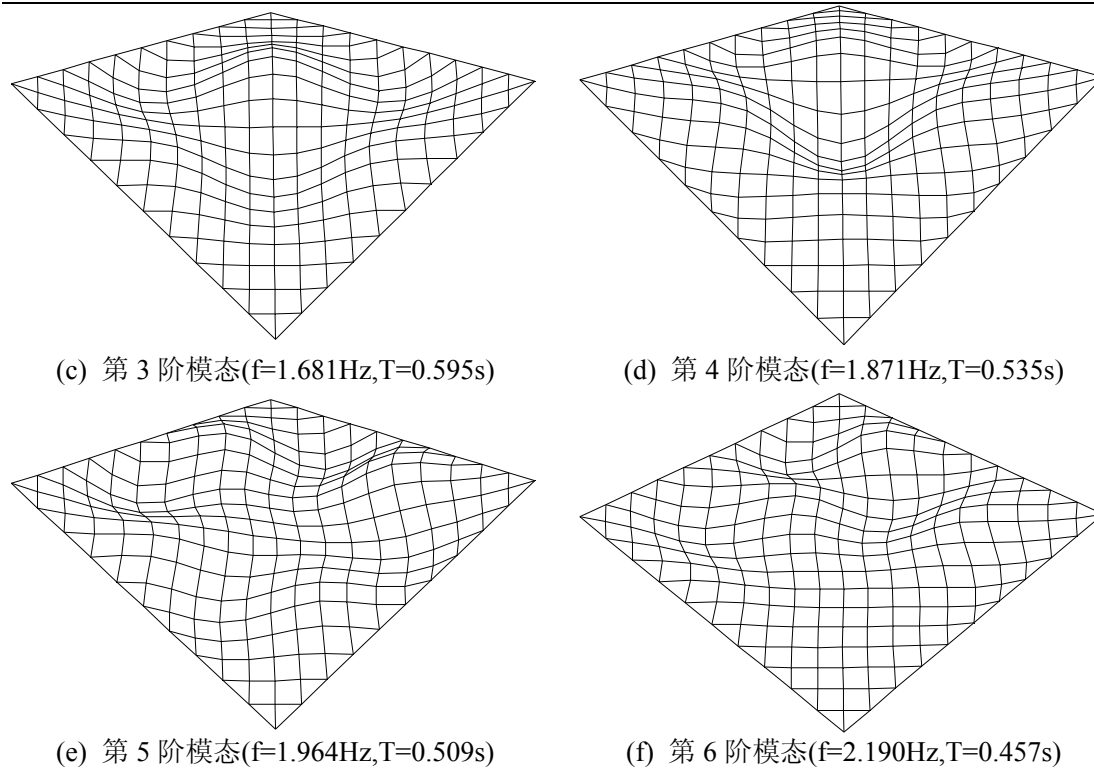 (c) 第 3 阶模态(f=1.681Hz,T=0.595s)
(d) 第 4 阶模态(f=1.871Hz,T=0.535s)
(e) 第 5 阶模态(f=1.964Hz,T=0.509s)
(f) 第 6 阶模态(f=2.190Hz,T=0.457s)